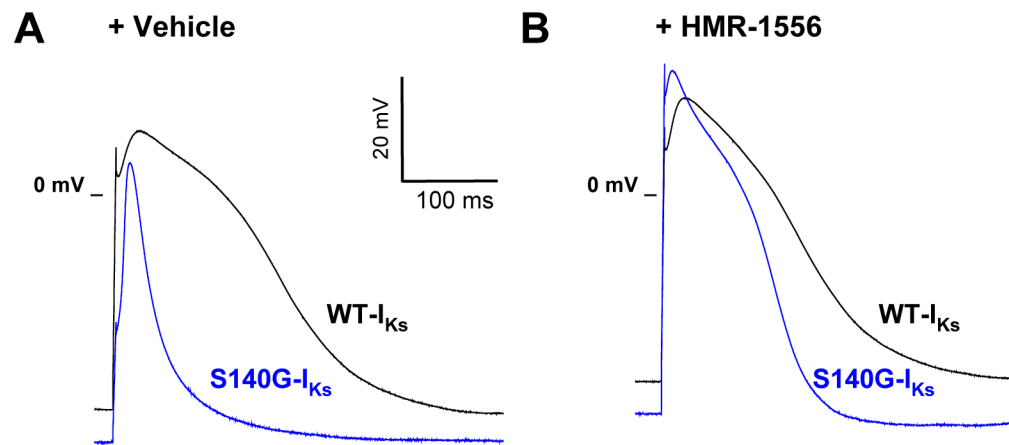 A + Vehicle
20 mV
100 ms
0 mV
WT-IKs
S140G-IKs
B + HMR-1556
0 mV
WT-IKs
S140G-IKs